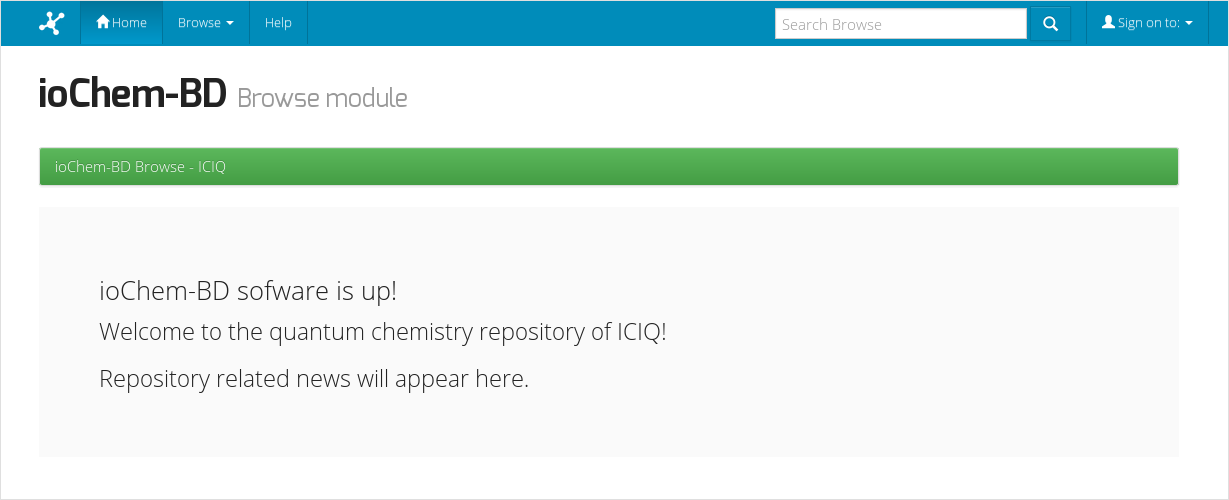 Home Browse Help Search Browse Sign on to:
ioChem-BD Browse module
ioChem-BD Browse - ICIQ
ioChem-BD sofware is up!
Welcome to the quantum chemistry repository of ICIQ!
Repository related news will appear here.